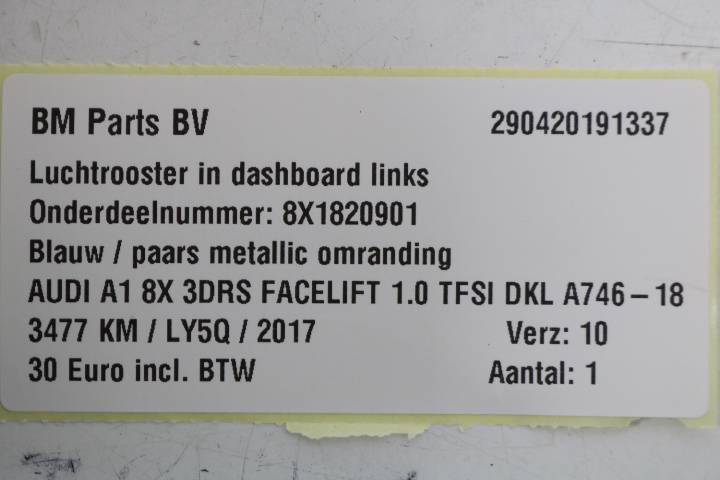 BM Parts BV 290420191337
Luchtrooster in dashboard links
Onderdeelnummer: 8X1820901
Blauw / paars metallic omranding
AUDI A1 8X 3DRS FACELIFT 1.0 TFSI DKL A746-18
3477 KM / LY5Q / 2017 Verz: 10
30 Euro incl. BTW Aantal: 1